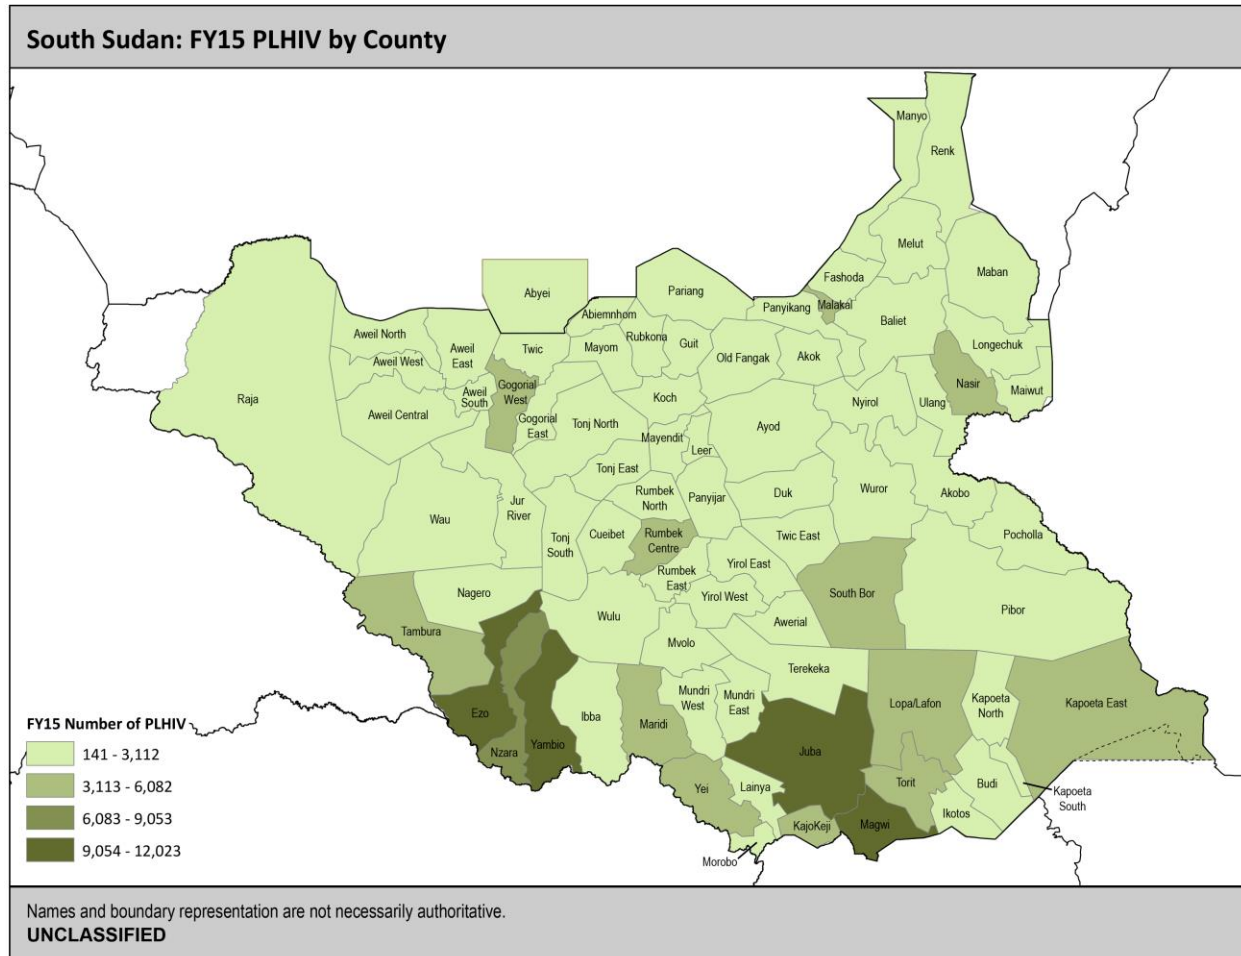 South Sudan: FY15 PLHIV by County
Manyo
Renk
Melut
Maban
Fashoda
Abyei
Pariang
Panyikang
Malakal
Baliet
Abiemnhom
Aweil North
Aweil
East
Twic
Mayom
Rubkona
Guit
Old Fangak
Akok
Longechuk
Aweil West
Nasir
Maiwut
Raja
Aweil
South
Gogorial
West
Koch
Nyirol
Ulang
Aweil Central
Gogorial
East
Tonj North
Mayendit
Leer
Ayod
Tonj East
Rumbek
North
Panyijar
Duk
Wuror
Akobo
Wau
Jur
River
Tonj
South
Cueibet
Rumbek
Centre
Twic East
Pocholla
Yirol East
Rumbek
East
Nagero
Yirol West
South Bor
Pibor
Wulu
Awerial
Tambura
Mvolo
Terekeka
Mundri
West
Mundri
East
Lopa/Lafon
Kapoeta
North
Kapoeta East
Ezo
Ibba
Maridi
Nzara
Yambio
Juba
Yei
Lainya
Torit
Budi
Kapoeta
South
KajoKeji
Magwi
Ikotos
Morobo
FY15 Number of PLHIV
141 - 3,112
3,113 - 6,082
6,083 - 9,053
9,054 - 12,023
Names and boundary representation are not necessarily authoritative.
UNCLASSIFIED